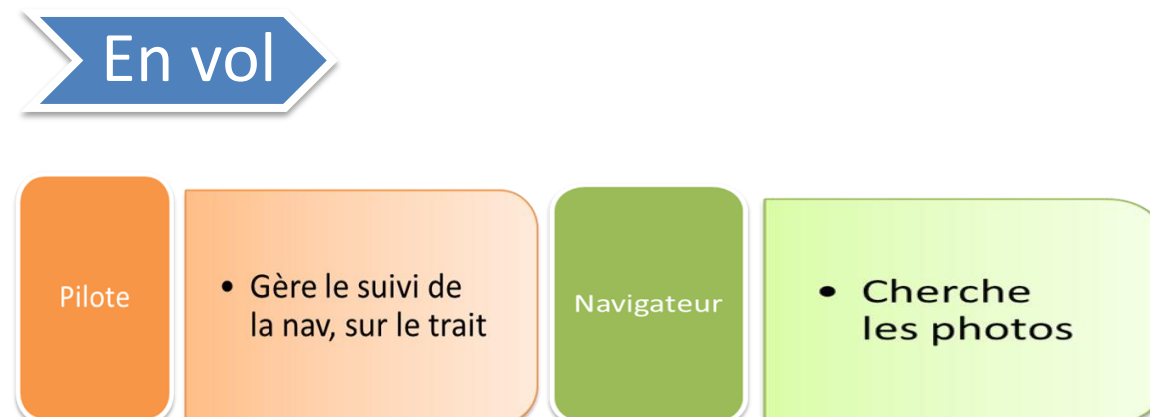 En vol
Pilote
• Gère le suivi de
la nav, sur le trait
Navigateur
• Cherche
les photos